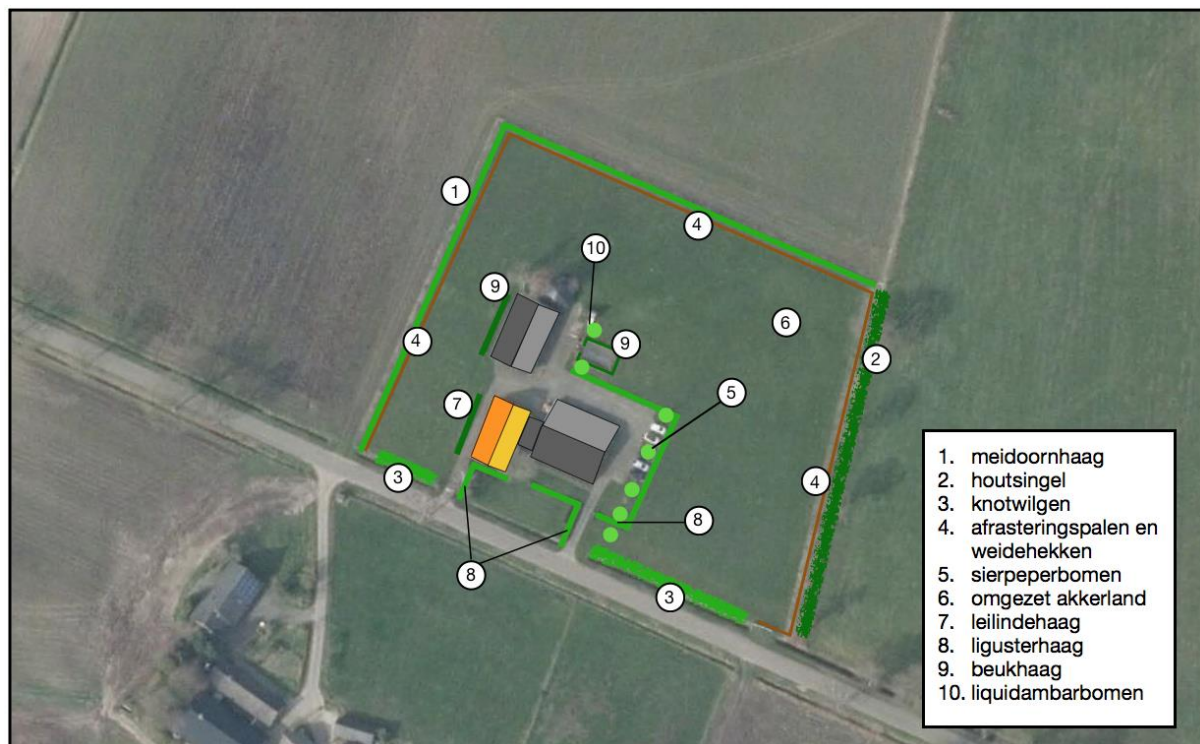 1
4
10
9
6
9
2
4
5
7
3
4
8
8
3
1. meidoornhaag
2. houtsingel
3. knotwilgen
4. afrasteringspalen en
weidehekken
5. sierpeperbomen
6. omgezet akkerland
7. leilindehaag
8. ligusterhaag
9. beukhaag
10. liquidambarbomen